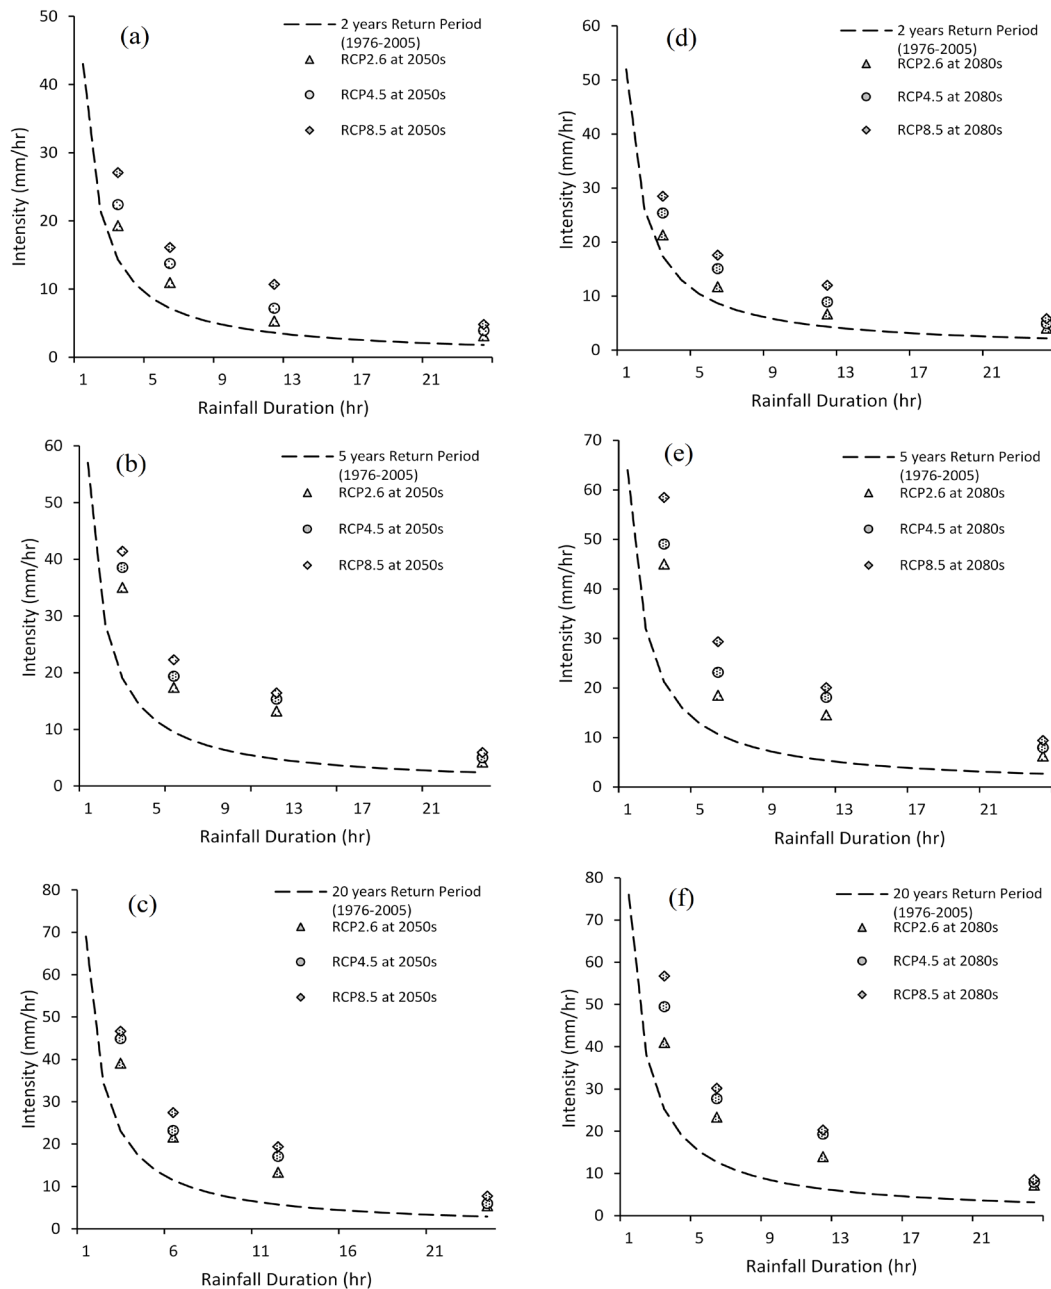 (a)
50
40
30
20
10
0
Intensity (mm/hr)
2 years Return Period
(1976-2005)
RCP2.6 at 2050s
RCP4.5 at 2050s
RCP8.5 at 2050s
1 5 9 13 17 21
Rainfall Duration (hr)
(d)
60
50
40
30
20
10
0
Intensity (mm/hr)
2 years Return Period
(1976-2005)
RCP2.6 at 2080s
RCP4.5 at 2080s
RCP8.5 at 2080s
1 5 9 13 17 21
Rainfall Duration (hr)
(b)
60
50
40
30
20
10
0
Intensity (mm/hr)
5 years Return Period
(1976-2005)
RCP2.6 at 2050s
RCP4.5 at 2050s
RCP8.5 at 2050s
1 5 9 13 17 21
Rainfall Duration (hr)
(e)
70
60
50
40
30
20
10
0
Intensity (mm/hr)
5 years Return Period
(1976-2005)
RCP2.6 at 2080s
RCP4.5 at 2080s
RCP8.5 at 2080s
1 5 9 13 17 21
Rainfall Duration (hr)
(c)
80
70
60
50
40
30
20
10
0
Intensity (mm/hr)
20 years Return Period
(1976-2005)
RCP2.6 at 2050s
RCP4.5 at 2050s
RCP8.5 at 2050s
1 6 11 16 21
Rainfall Duration (hr)
(f)
80
70
60
50
40
30
20
10
0
Intensity (mm/hr)
20 years Return Period
(1976-2005)
RCP2.6 at 2080s
RCP4.5 at 2080s
RCP8.5 at 2080s
1 5 9 13 17 21
Rainfall Duration (hr)